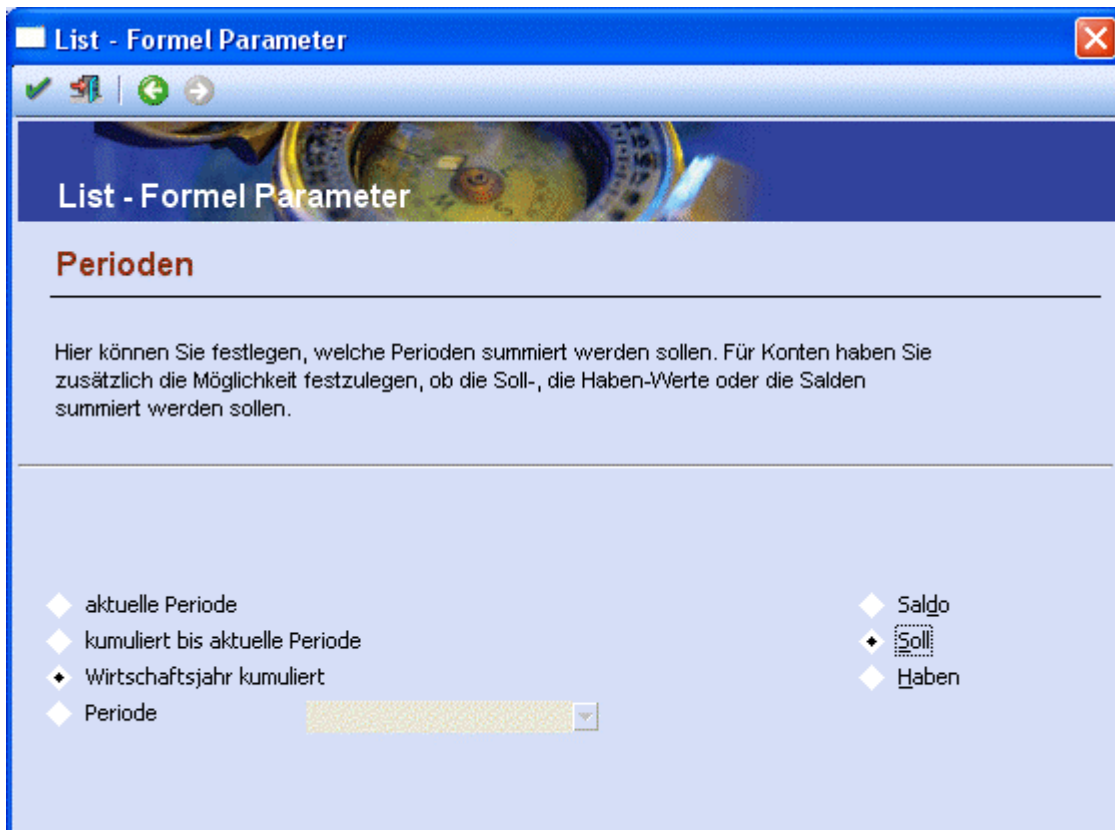 List - Formel Parameter
List - Formel Parameter
Perioden
Hier können Sie festlegen, welche Perioden summiert werden sollen. Für Konten haben Sie
zusätzlich die Möglichkeit festzulegen, ob die Soll-, die Haben-Werte oder die Salden
summiert werden sollen.
aktuelle Periode
Saldo
kumuliert bis aktuelle Periode
Soll
Wirtschaftsjahr kumuliert
Haben
Periode